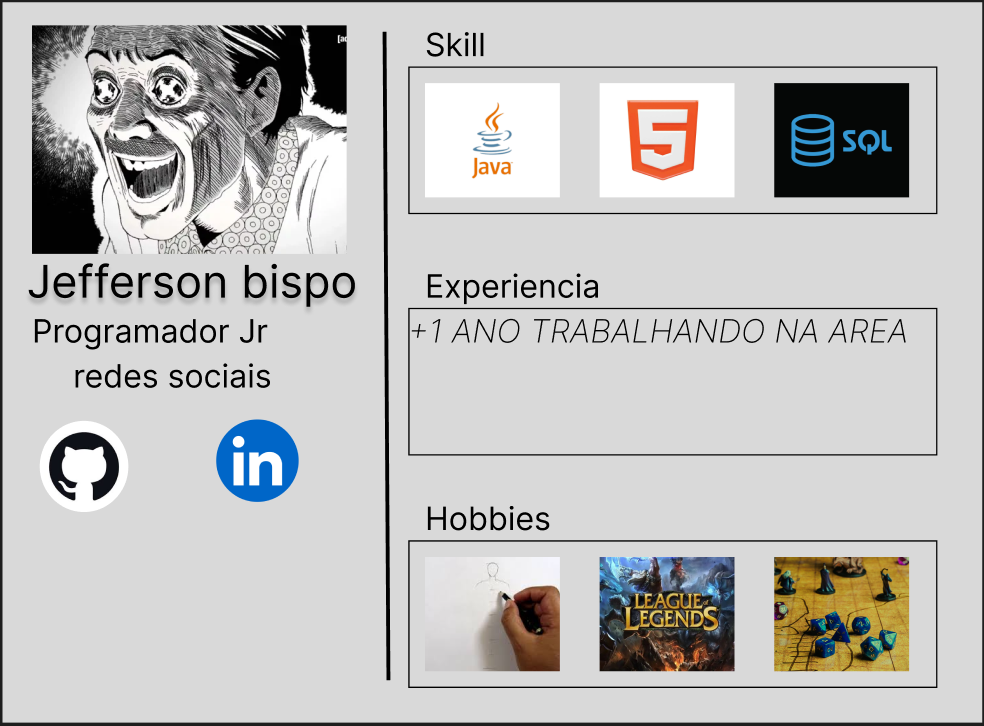 [ad
Jefferson bispo
Programador Jr
redes sociais
in
Skill
Java
5
SQL
Experiencia
+1 ANO TRABALHANDO NA AREA
Hobbies
LEAGUE
of
LEGENDS